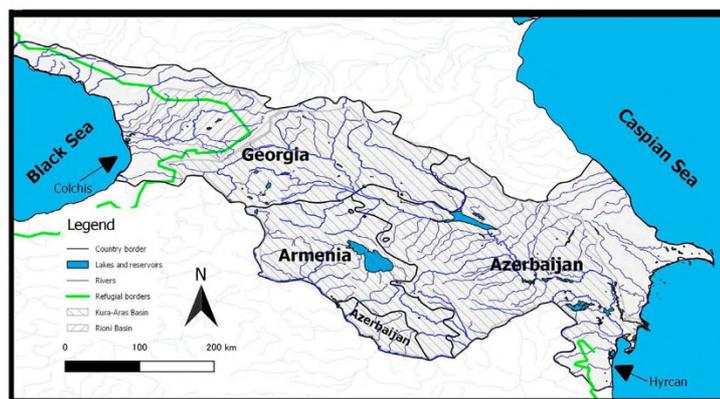 Black Sea
Caspian Sea
Georgia
Colchis
Legend
Country border
Lakes and reservoirs
Rivers
Refugial borders
Kura-Aras Basin
Rioni Basin
N
0 100 200 km
Armenia
Azerbaijan
Azerbaijan
Hyrcan